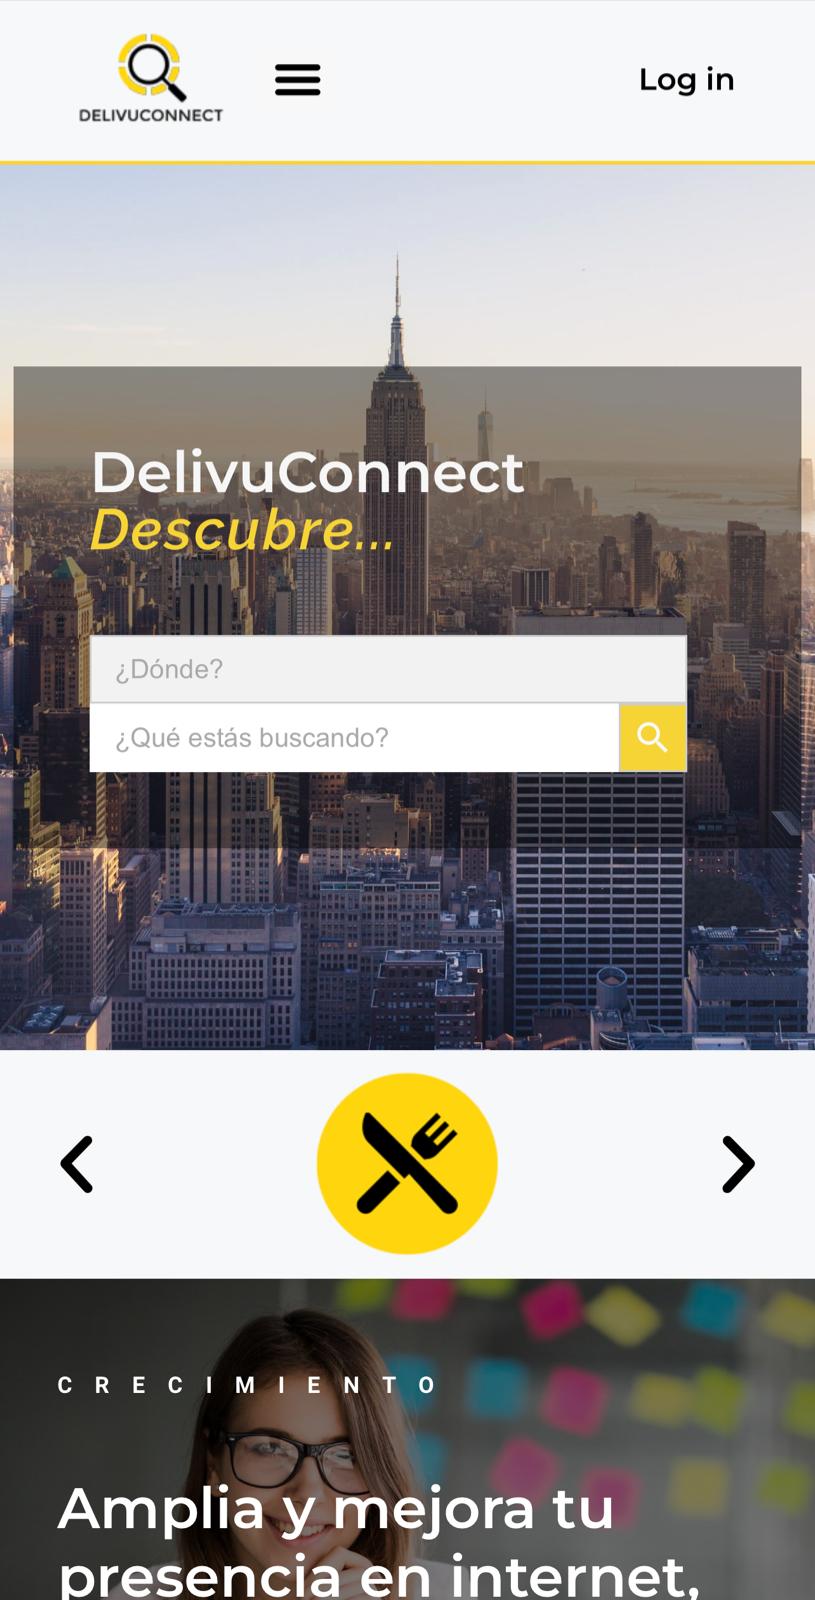 DELIVUCONNECT
Log in
DelivuConnect
Descubre...
¿Dónde?
¿Qué estás buscando?
CRECIMIENTO
Amplia y mejora tu
presencia en internet,